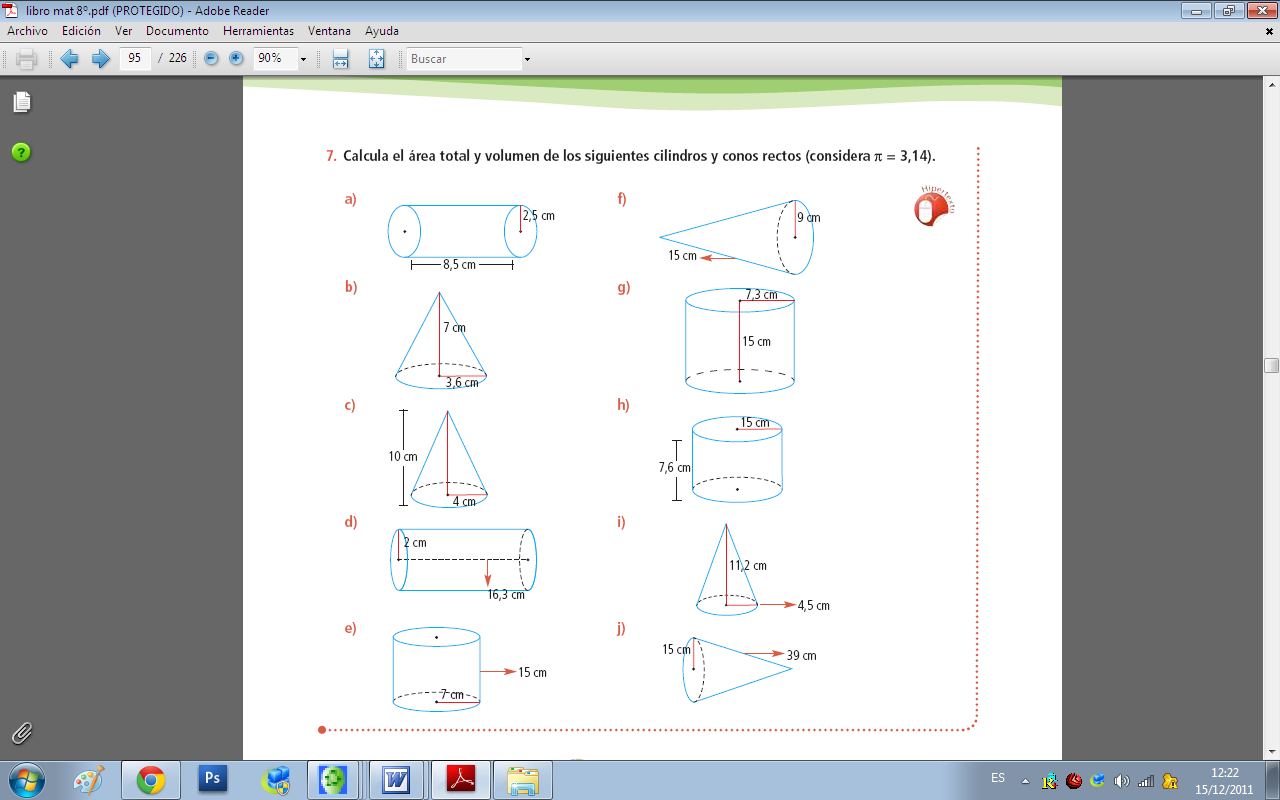 libro mat 8º.pdf (PROTEGIDO) - Adobe Reader
Archivo Edición Ver Documento Herramientas Ventana Ayuda
95 / 226 90% Buscar
7. Calcula el área total y volumen de los siguientes cilindros y conos rectos (considera π = 3,14).
Hipertexto
a)
2,5 cm
8,5 cm
b)
7 cm
3,6 cm
c)
10 cm
4 cm
d)
2 cm
16,3 cm
e)
15 cm
7 cm
f)
9 cm
15 cm
g)
7,3 cm
15 cm
h)
15 cm
7,6 cm
i)
11,2 cm
4,5 cm
j)
15 cm
39 cm
Ps
W
ES
12:22
15/12/2011